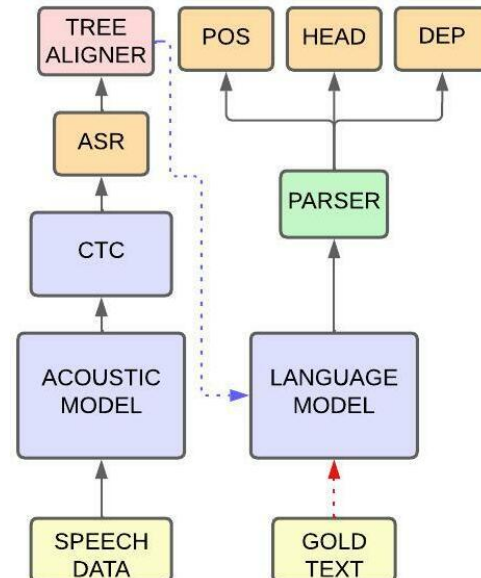 TREE
ALIGNER
POS
HEAD
DEP
ASR
PARSER
CTC
ACOUSTIC
MODEL
LANGUAGE
MODEL
SPEECH
DATA
GOLD
TEXT